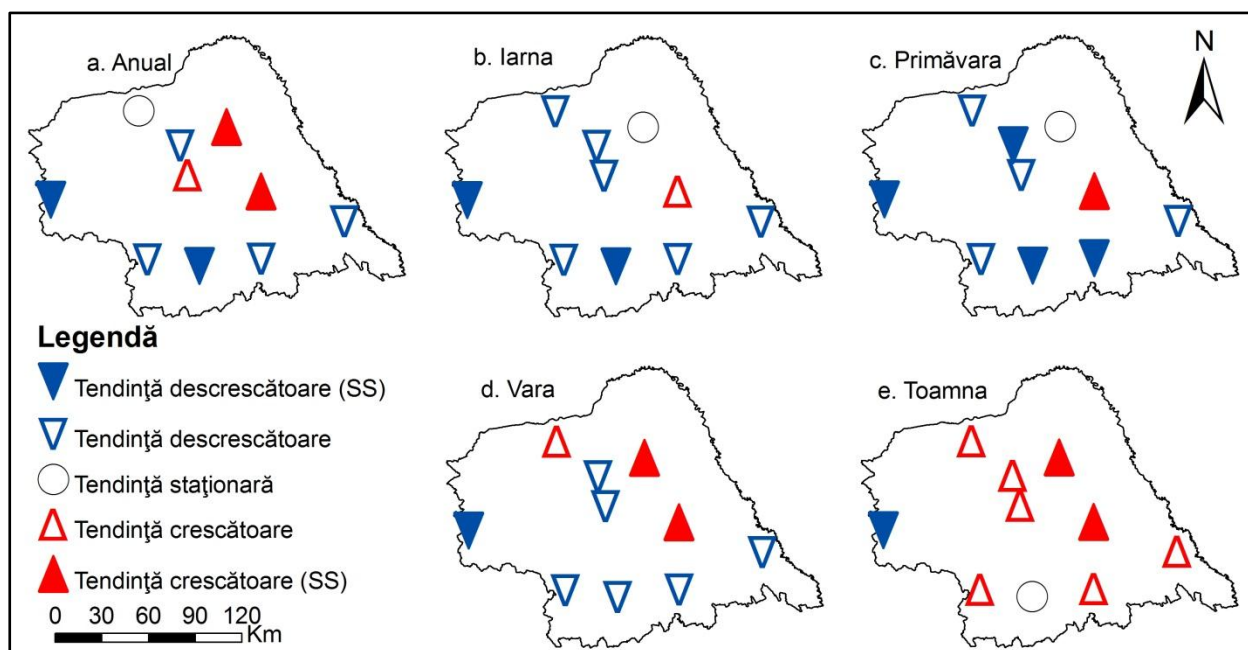 a. Anual
b. Iarna
c. Primăvara
N
Legendă
Tendinţă descrescătoare (SS)
Tendinţă descrescătoare
Tendinţă staţionară
Tendinţă crescătoare
Tendinţă crescătoare (SS)
0 30 60 90 120
Km
d. Vara
e. Toamna